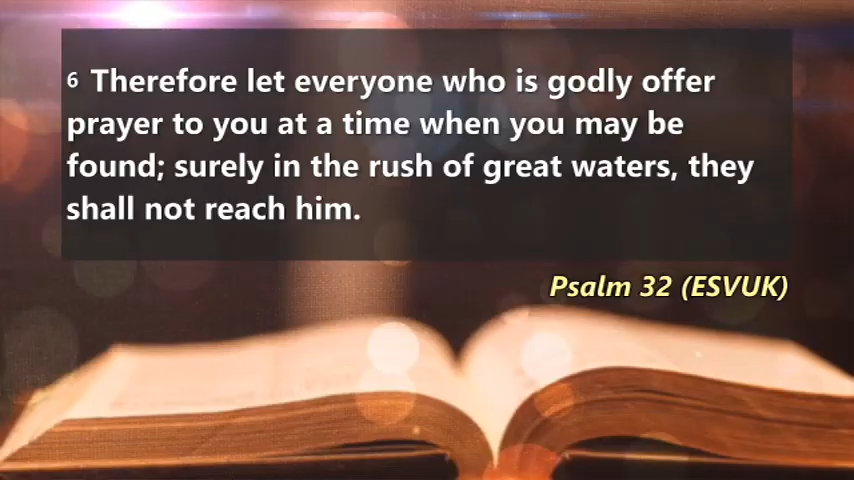 6 Therefore let everyone who is godly offer
prayer to you at a time when you may be
found; surely in the rush of great waters, they
shall not reach him.
Psalm 32 (ESVUK)